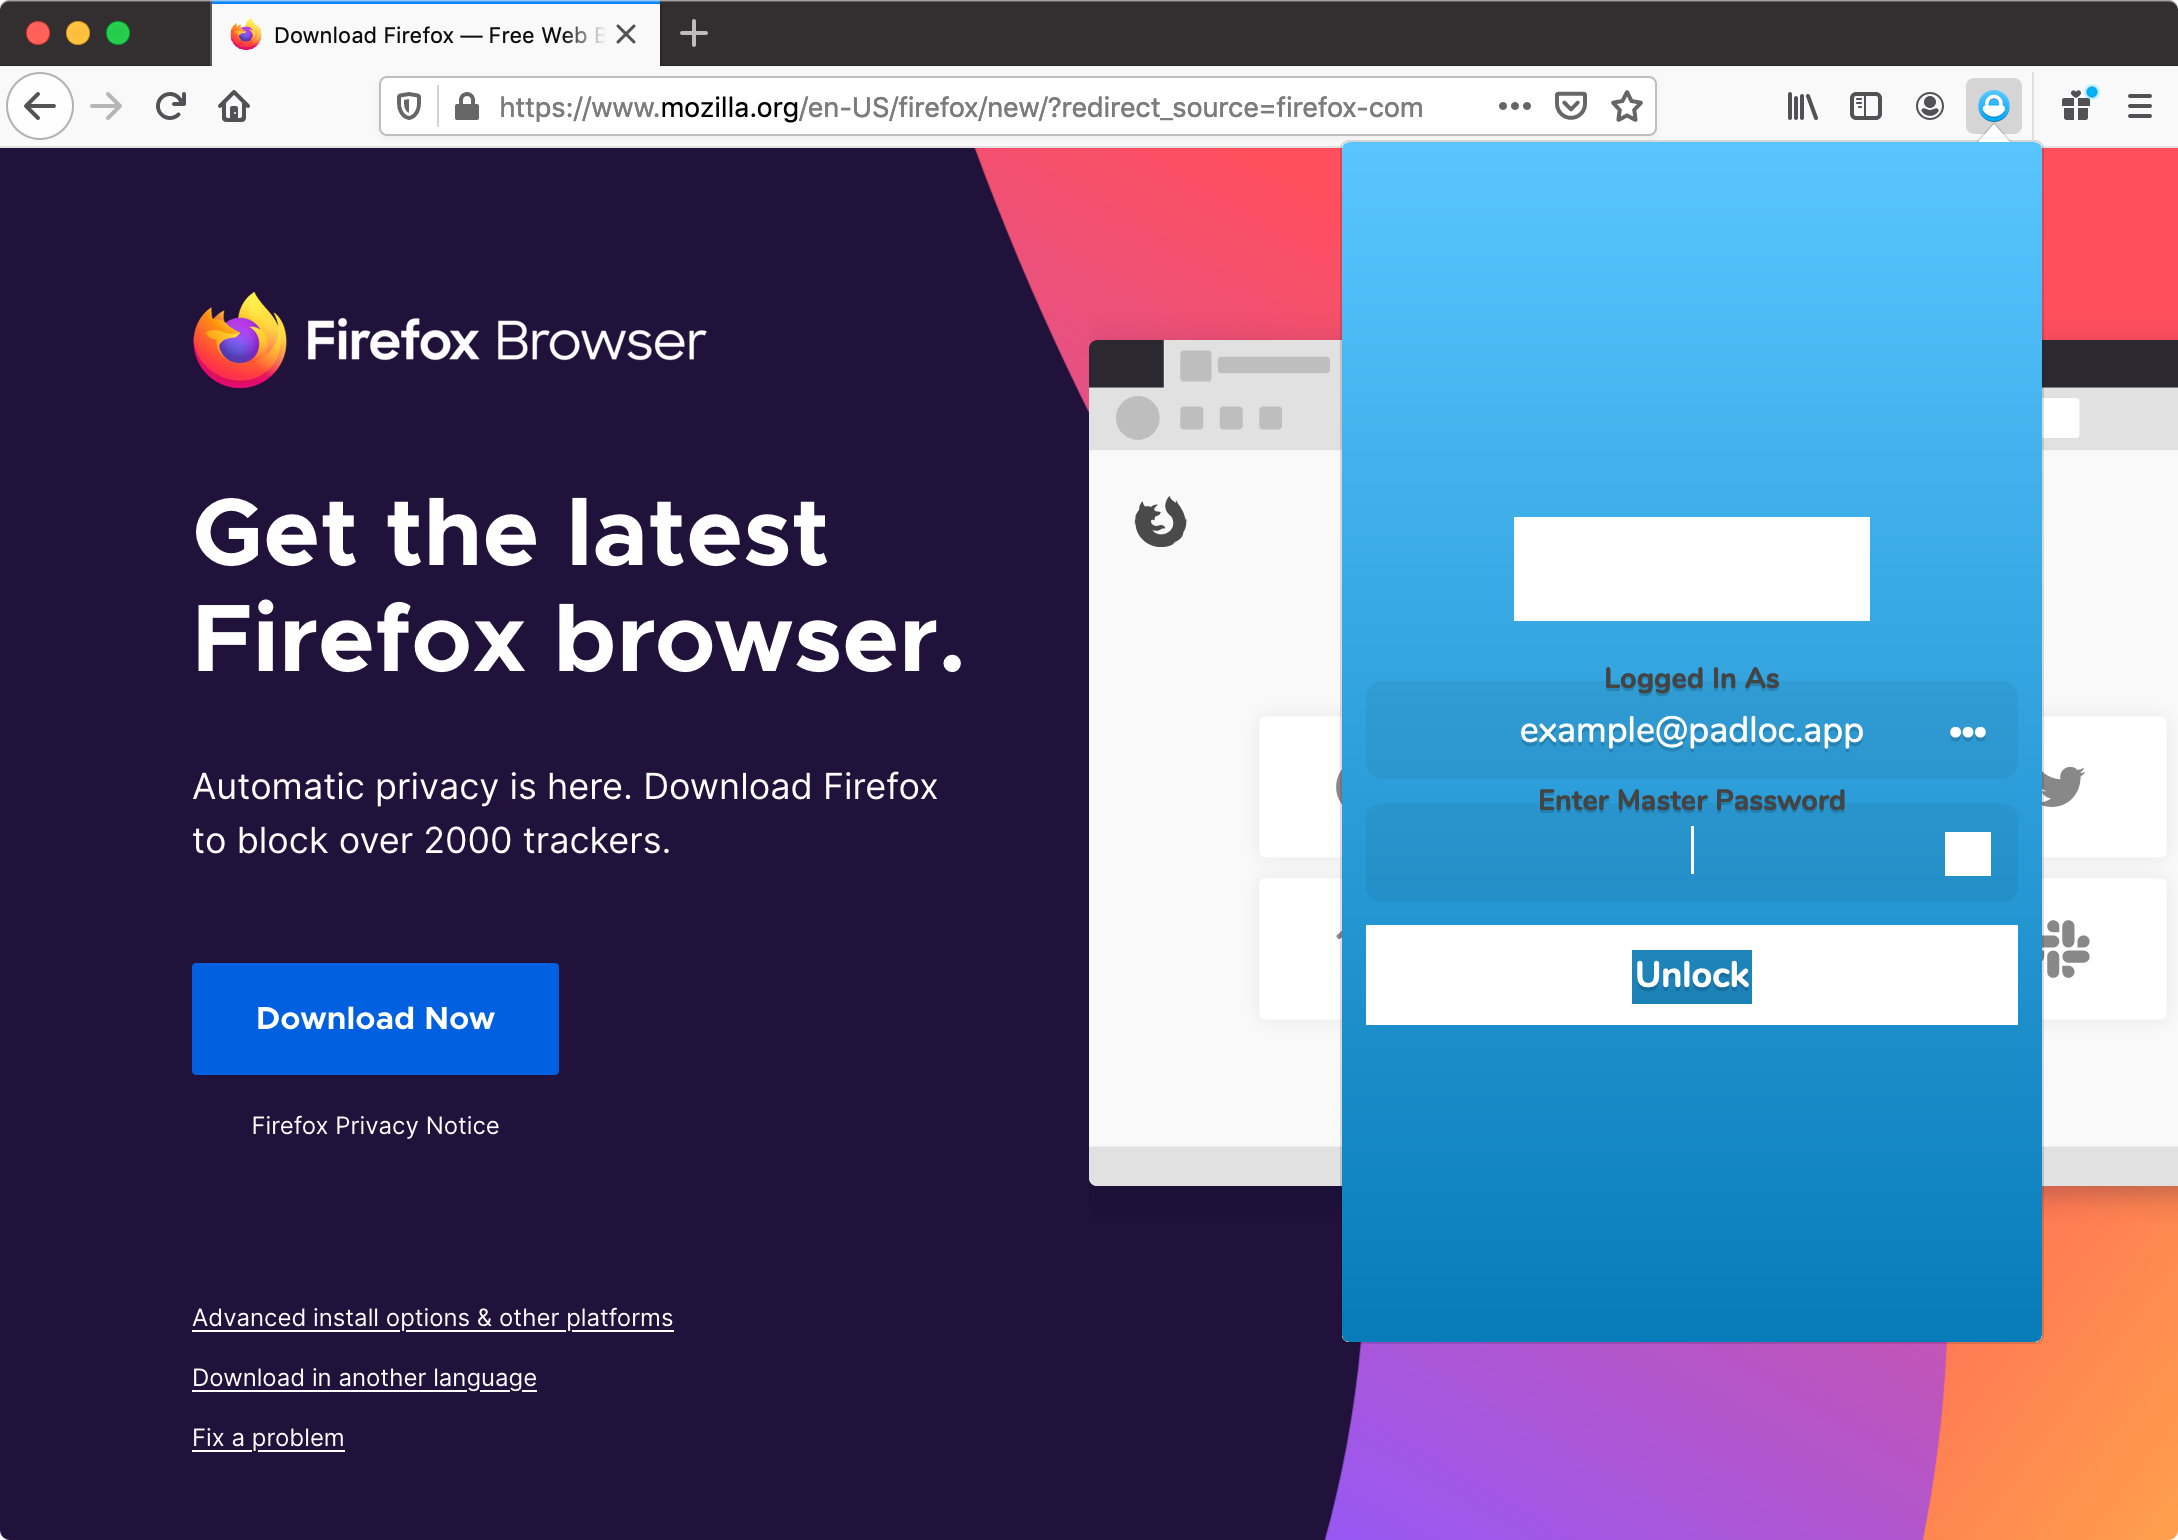 Download Firefox — Free Web B
https://www.mozilla.org/en-US/firefox/new/?redirect_source=firefox-com
Firefox Browser
Get the latest
Firefox browser.
Automatic privacy is here. Download Firefox
to block over 2000 trackers.
Download Now
Firefox Privacy Notice
Advanced install options & other platforms
Download in another language
Fix a problem
Logged In As
example@padloc.app
Enter Master Password
Unlock